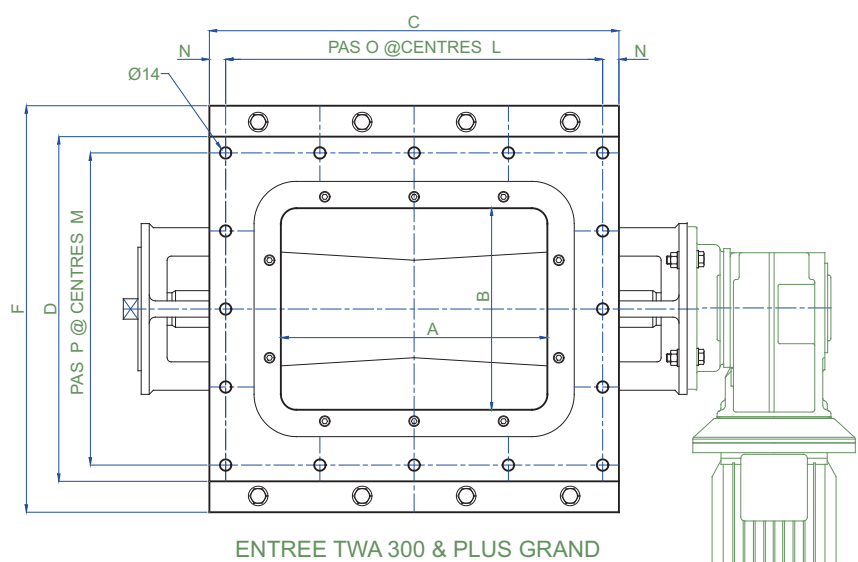 C
N
PAS O @CENTRES L
N
Ø14
F
D
PAS P @ CENTRES M
B
A
ENTREE TWA 300 & PLUS GRAND